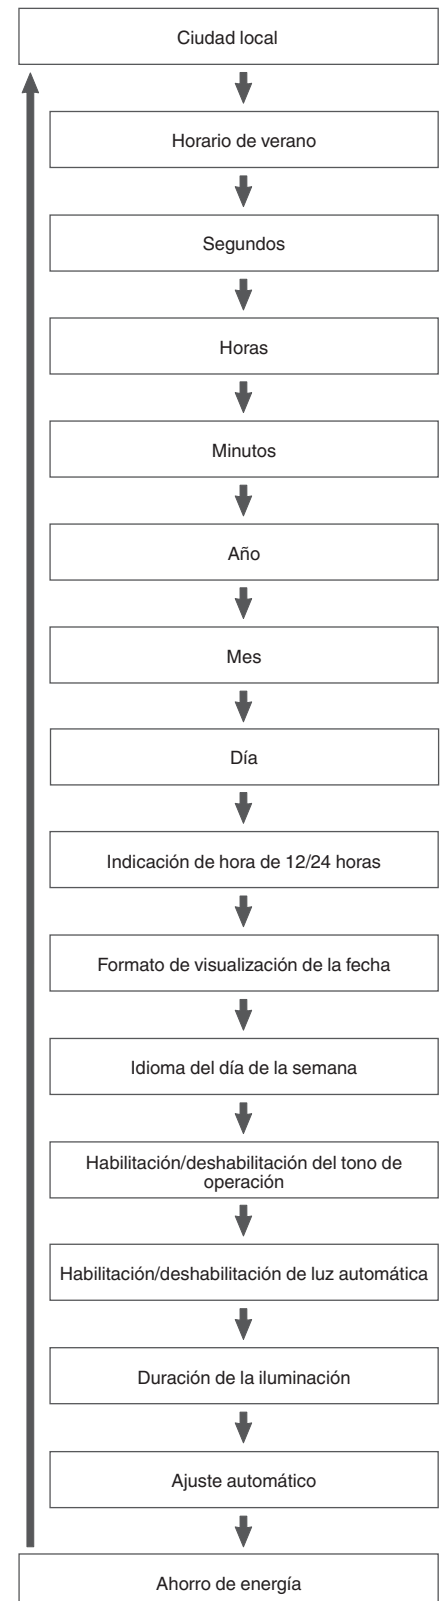 Ciudad local
Horario de verano
Segundos
Horas
Minutos
Año
Mes
Día
Indicación de hora de 12/24 horas
Formato de visualización de la fecha
Idioma del día de la semana
Habilitación/deshabilitación del tono de
operación
Habilitación/deshabilitación de luz automática
Duración de la iluminación
Ajuste automático
Ahorro de energía